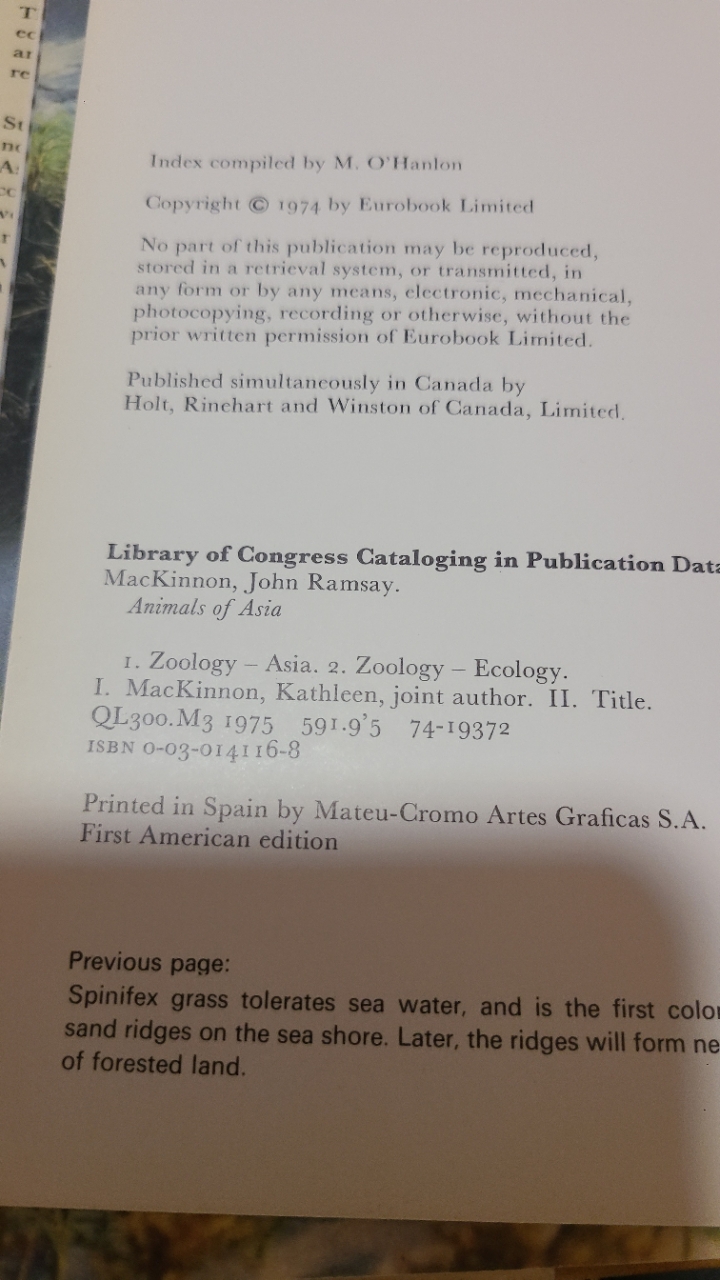 T
ec
ar
re
St
Index compiled by M. O'Hanlon
Copyright © 1974 by Eurobook Limited
No part of this publication may be reproduced,
stored in a retrieval system, or transmitted, in
any form or by any means, electronic, mechanical,
photocopying, recording or otherwise, without the
prior written permission of Eurobook Limited.
Published simultaneously in Canada by
Holt, Rinehart and Winston of Canada, Limited.
Library of Congress Cataloging in Publication Data
MacKinnon, John Ramsay.
Animals of Asia
1. Zoology – Asia. 2. Zoology – Ecology.
I. MacKinnon, Kathleen, joint author. II. Title.
QL300.M3 1975 591.9'5 74-19372
ISBN 0-03-014116-8
Printed in Spain by Mateu-Cromo Artes Graficas S.A.
First American edition
Previous page:
Spinifex grass tolerates sea water, and is the first color
sand ridges on the sea shore. Later, the ridges will form ne
of forested land.